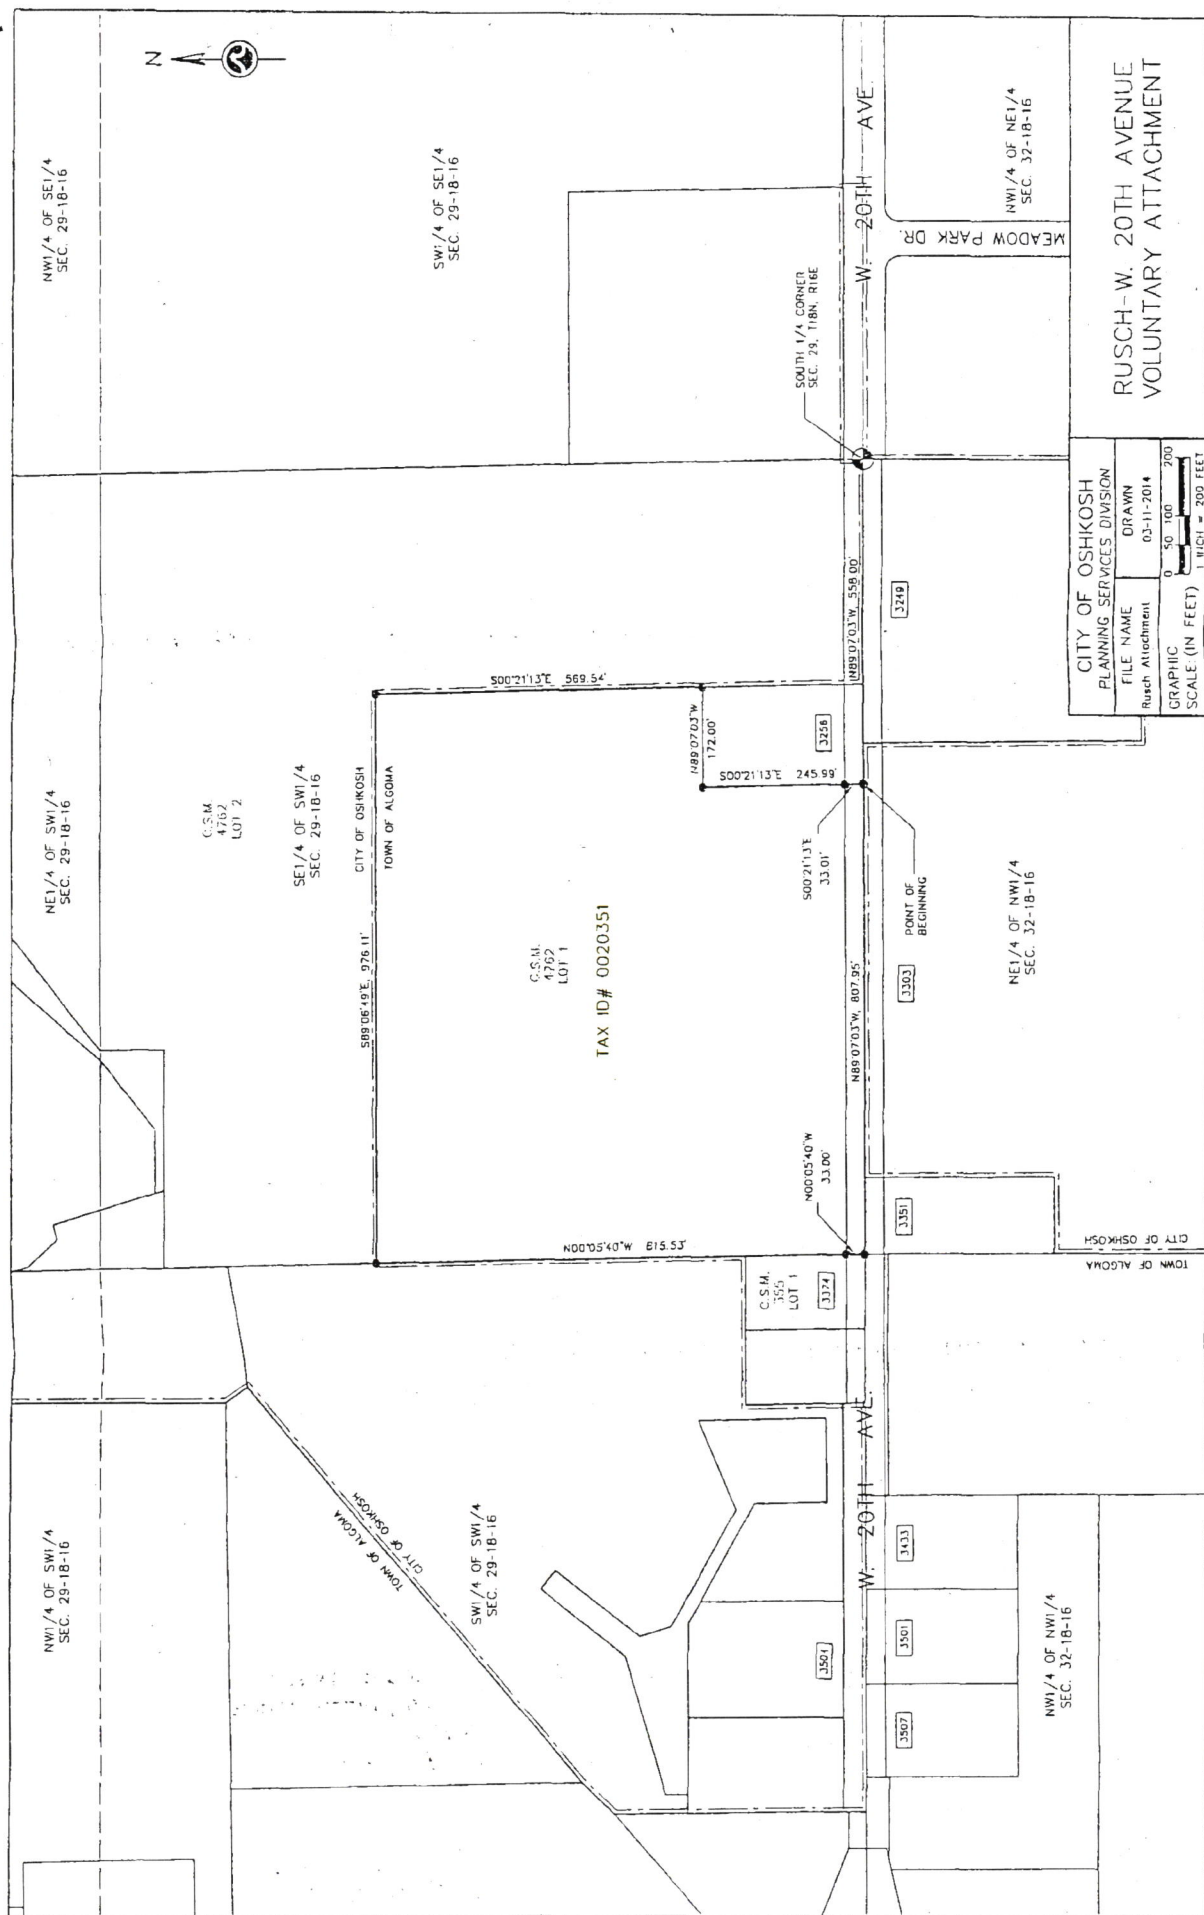 N
NW1/4 OF SW1/4
SEC. 29-18-16
NE1/4 OF SW1/4
SEC. 29-18-16
NW1/4 OF SE1/4
SEC. 29-18-16
C.S.M.
4762
LOT 2
SE1/4 OF SW1/4
SEC. 29-18-16
SW1/4 OF SE1/4
SEC. 29-18-16
S89°06'49"E, 976.11'
CITY OF OSHKOSH
TOWN OF ALGOMA
TOWN OF ALGOMA
CITY OF OSHKOSH
SW1/4 OF SW1/4
SEC. 29-18-16
N00°05'40"W 815.53'
C.S.M.
4762
LOT 1
TAX ID# 0020351
S00°21'13"E 569.54'
N89°07'03"W
172.00'
S00°21'13"E 245.99'
3258
C.S.M.
355
LOT 1
3374
3504
N00°05'40"W
33.00'
S00°21'13"E
33.01'
SOUTH 1/4 CORNER
SEC. 29, T18N, R16E
N89°07'03"W, 807.95'
N89°07'03"W, 558.00'
W. 20TH AVE.
W. 20TH AVE.
3507
3501
3433
3351
3303
3249
POINT OF
BEGINNING
MEADOW PARK DR.
NW1/4 OF NW1/4
SEC. 32-18-16
NE1/4 OF NW1/4
SEC. 32-18-16
NW1/4 OF NE1/4
SEC. 32-18-16
TOWN OF ALGOMA
CITY OF OSHKOSH
CITY OF OSHKOSH
PLANNING SERVICES DIVISION
FILE NAME
Rusch Attachment
DRAWN
03-11-2014
GRAPHIC
SCALE:(IN FEET)
0 50 100 200
1 INCH = 200 FEET
RUSCH-W. 20TH AVENUE
VOLUNTARY ATTACHMENT